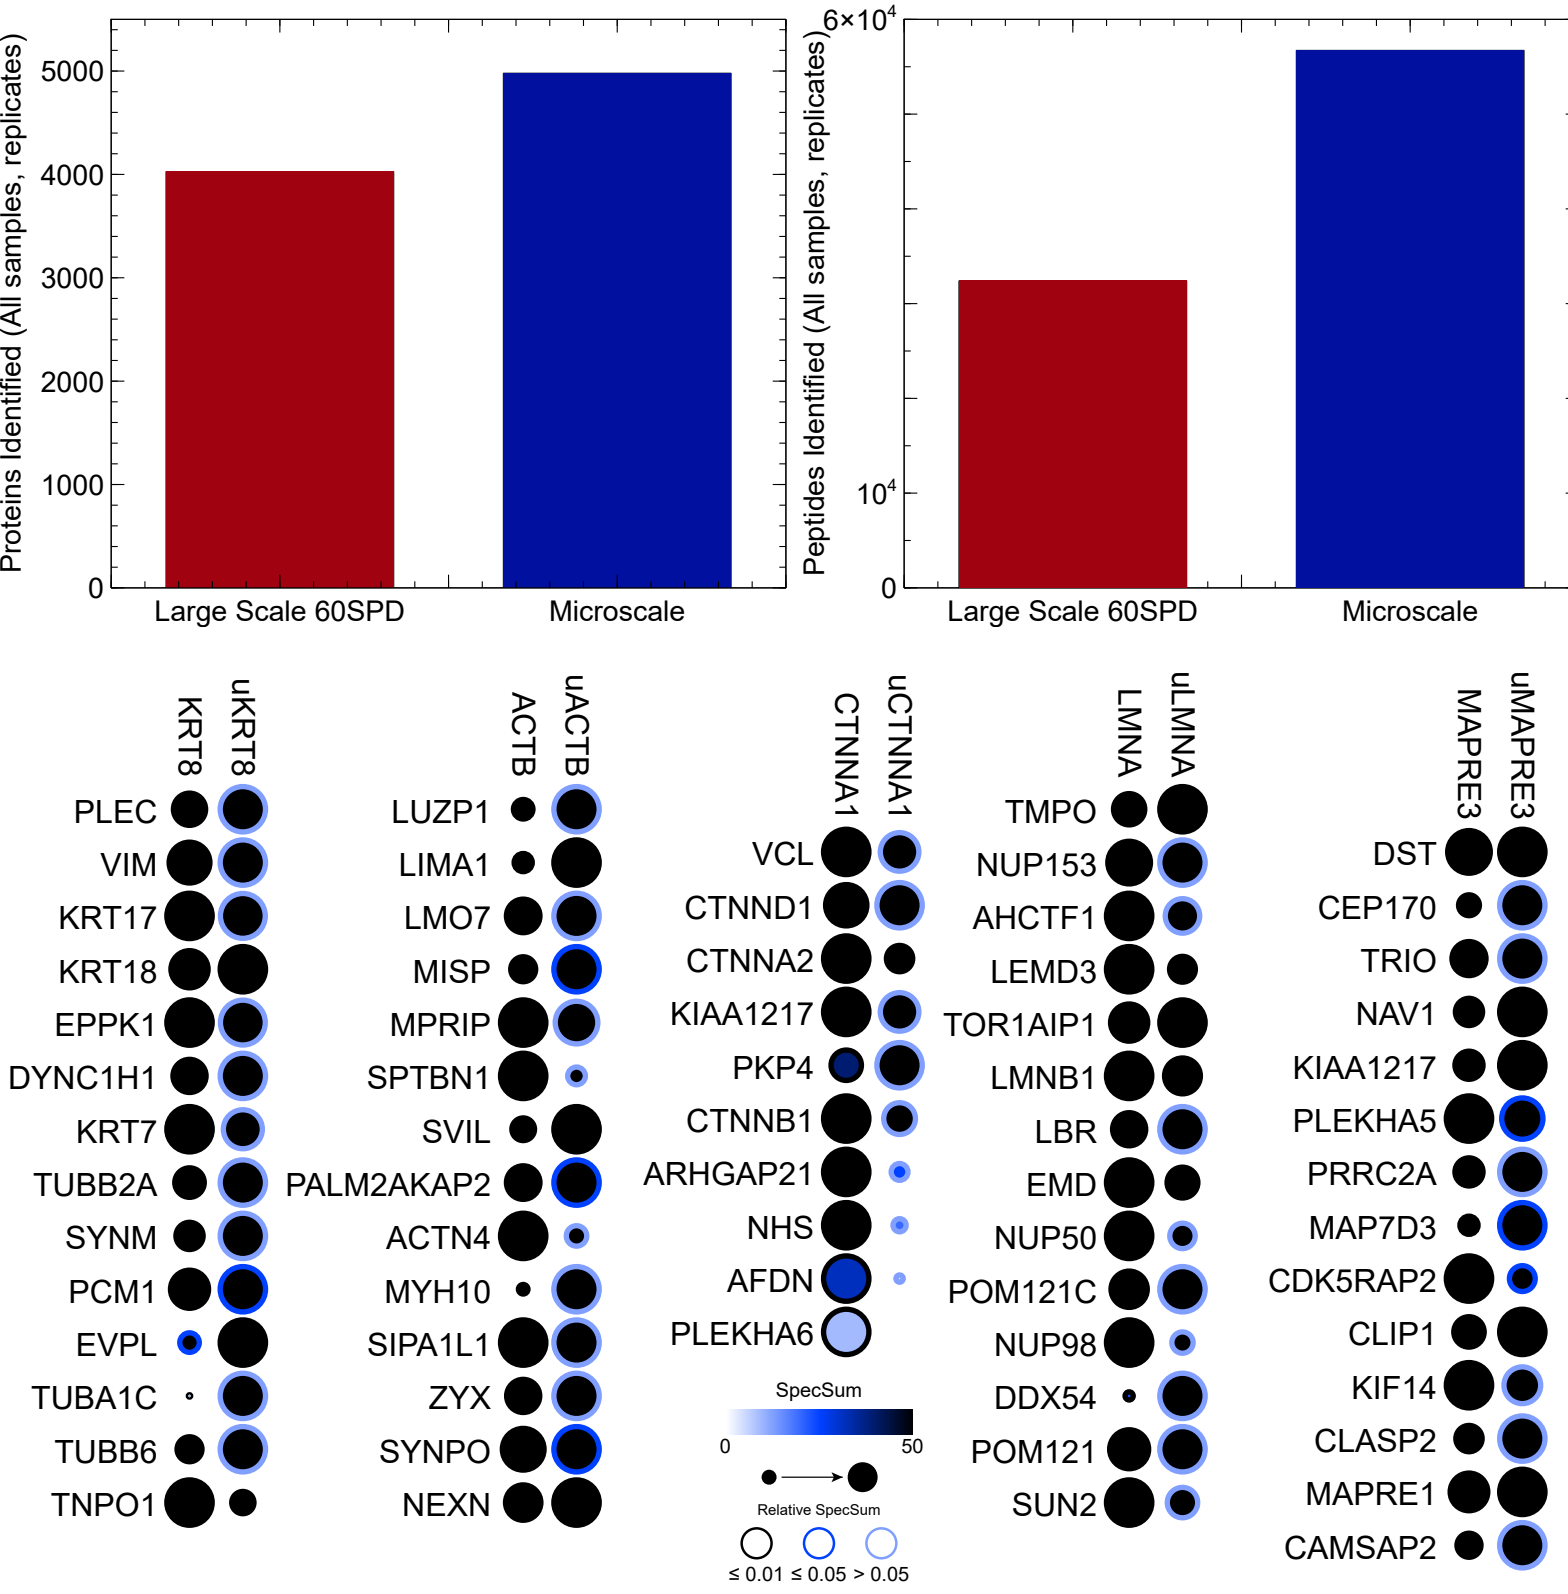 Proteins Identified (All samples, replicates)
5000
4000
3000
2000
1000
0
Large Scale 60SPD
Microscale
Peptides Identified (All samples, replicates)
6×10⁴
10⁴
0
Large Scale 60SPD
Microscale
KRT8
uKRT8
PLEC
VIM
KRT17
KRT18
EPPK1
DYNC1H1
KRT7
TUBB2A
SYNM
PCM1
EVPL
TUBA1C
TUBB6
TNPO1
ACTB
uACTB
LUZP1
LIMA1
LMO7
MISP
MPRIP
SPTBN1
SVIL
PALM2AKAP2
ACTN4
MYH10
SIPA1L1
ZYX
SYNPO
NEXN
CTNNA1
uCTNNA1
VCL
CTNND1
CTNNA2
KIAA1217
PKP4
CTNNB1
ARHGAP21
NHS
AFDN
PLEKHA6
SpecSum
0 50
Relative SpecSum
≤ 0.01 ≤ 0.05 > 0.05
LMNA
uLMNA
TMPO
NUP153
AHCTF1
LEMD3
TOR1AIP1
LMNB1
LBR
EMD
NUP50
POM121C
NUP98
DDX54
POM121
SUN2
MAPRE3
uMAPRE3
DST
CEP170
TRIO
NAV1
KIAA1217
PLEKHA5
PRRC2A
MAP7D3
CDK5RAP2
CLIP1
KIF14
CLASP2
MAPRE1
CAMSAP2